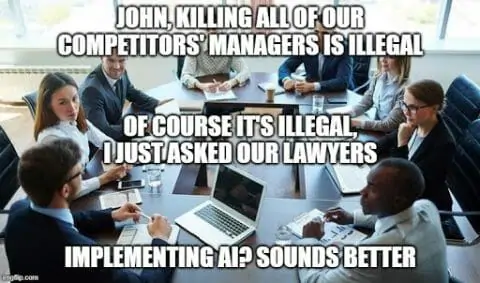 JOHN, KILLING ALL OF OUR
COMPETITORS' MANAGERS IS ILLEGAL
OF COURSE IT'S ILLEGAL,
I JUST ASKED OUR LAWYERS
IMPLEMENTING AI? SOUNDS BETTER
imgflip.com